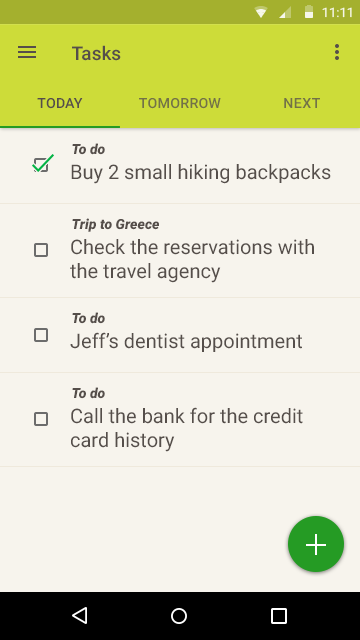 11:11
Tasks
TODAY TOMORROW NEXT
To do
Buy 2 small hiking backpacks
Trip to Greece
Check the reservations with
the travel agency
To do
Jeff’s dentist appointment
To do
Call the bank for the credit
card history